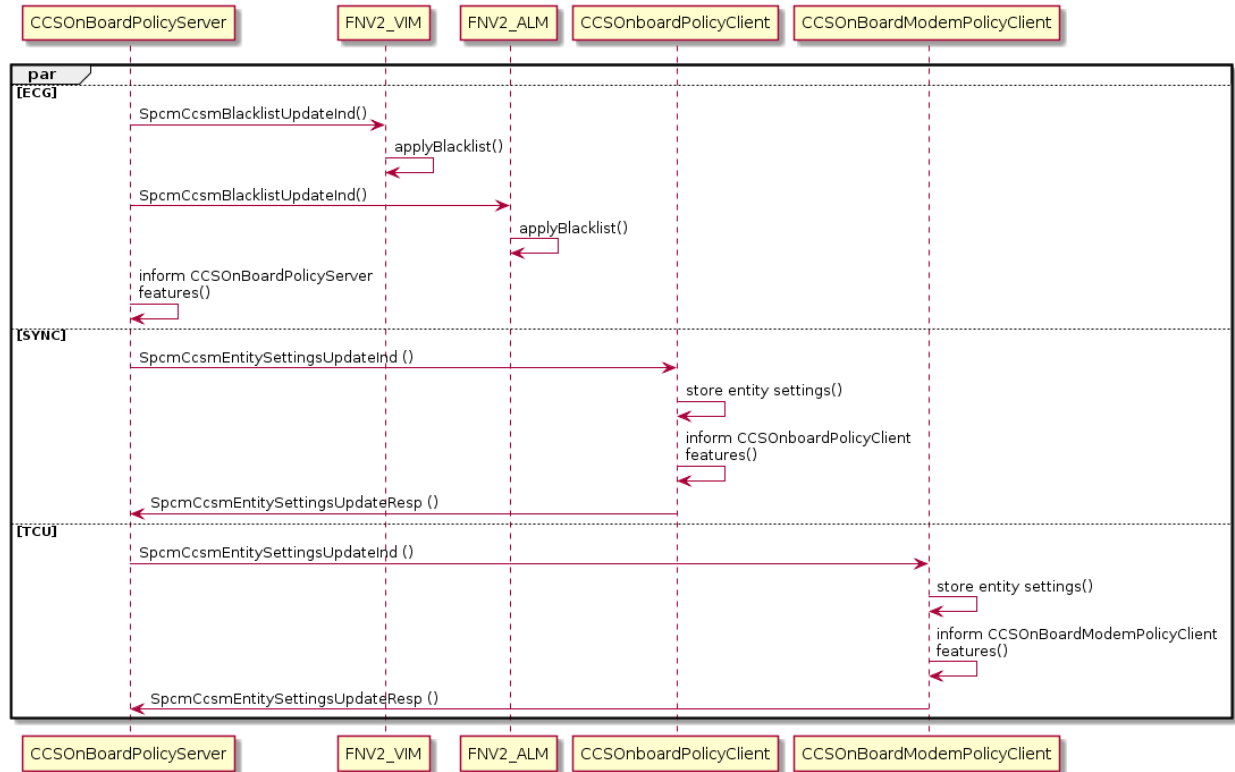 CCSOnBoardPolicyServer
FNV2_VIM
FNV2_ALM
CCSOnboardPolicyClient
CCSOnBoardModemPolicyClient
par
[ECG]
SpcmCcsmBlacklistUpdateInd()
applyBlacklist()
SpcmCcsmBlacklistUpdateInd()
applyBlacklist()
inform CCSOnBoardPolicyServer
features()
[SYNC]
SpcmCcsmEntitySettingsUpdateInd ()
store entity settings()
inform CCSOnboardPolicyClient
features()
SpcmCcsmEntitySettingsUpdateResp ()
[TCU]
SpcmCcsmEntitySettingsUpdateInd ()
store entity settings()
inform CCSOnBoardModemPolicyClient
features()
SpcmCcsmEntitySettingsUpdateResp ()
CCSOnBoardPolicyServer
FNV2_VIM
FNV2_ALM
CCSOnboardPolicyClient
CCSOnBoardModemPolicyClient